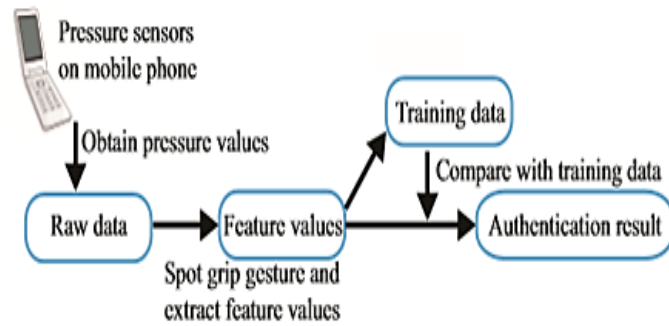 Pressure sensors
on mobile phone
Obtain pressure values
Training data
Compare with training data
Raw data
Feature values
Authentication result
Spot grip gesture and
extract feature values